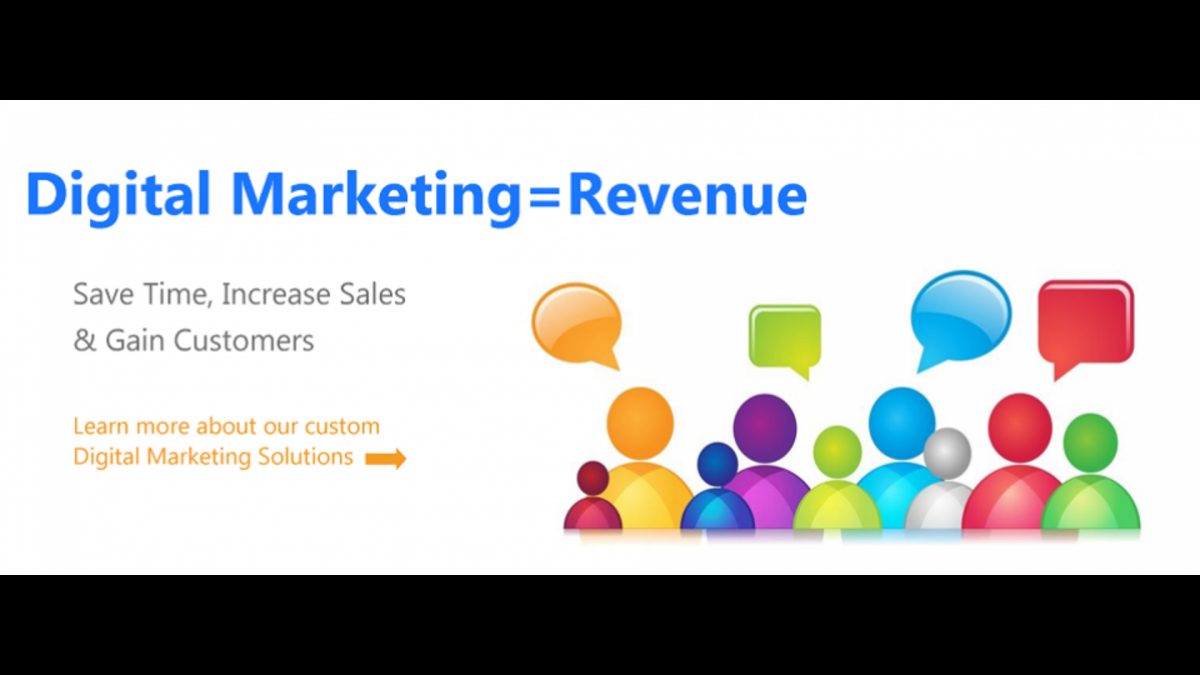 Digital Marketing=Revenue
Save Time, Increase Sales
& Gain Customers
Learn more about our custom
Digital Marketing Solutions